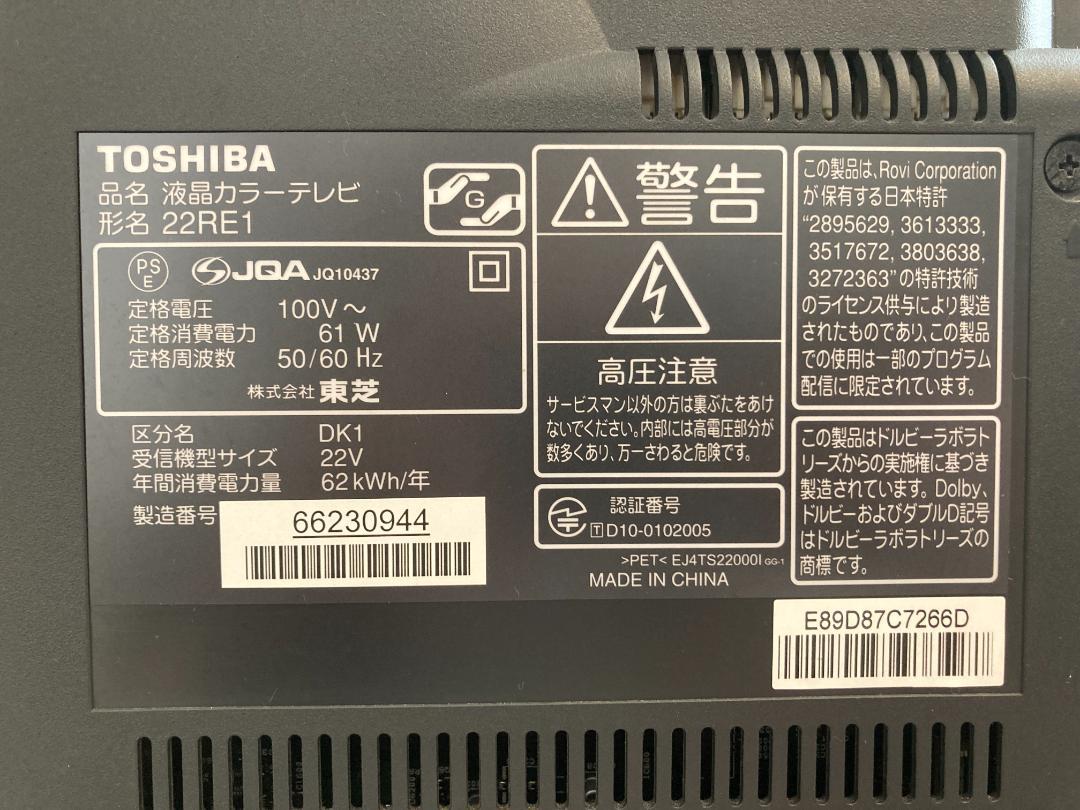 TOSHIBA
品名 液晶カラーテレビ
形名 22RE1
G
PS
E
JQA JQ10437
定格電圧 100V～
定格消費電力 61 W
定格周波数 50/60 Hz
株式会社 東芝
区分名 DK1
受信機型サイズ 22V
年間消費電力量 62kWh/年
製造番号 66230944
警告
高圧注意
サービスマン以外の方は裏ぶたをあけ
ないでください。内部には高電圧部分が
数多くあり、万一さわると危険です。
認証番号
T D10-0102005
>PET< EJ4TS22000I GG-1
MADE IN CHINA
この製品は、Rovi Corporation
が保有する日本特許
“2895629, 3613333,
3517672, 3803638,
3272363”の特許技術
のライセンス供与により製造
されたものであり、この製品
での使用は一部のプログラム
配信に限定されています。
この製品はドルビーラボラト
リーズからの実施権に基づき
製造されています。Dolby、
ドルビーおよびダブルD記号
はドルビーラボラトリーズの
商標です。
E89D87C7266D